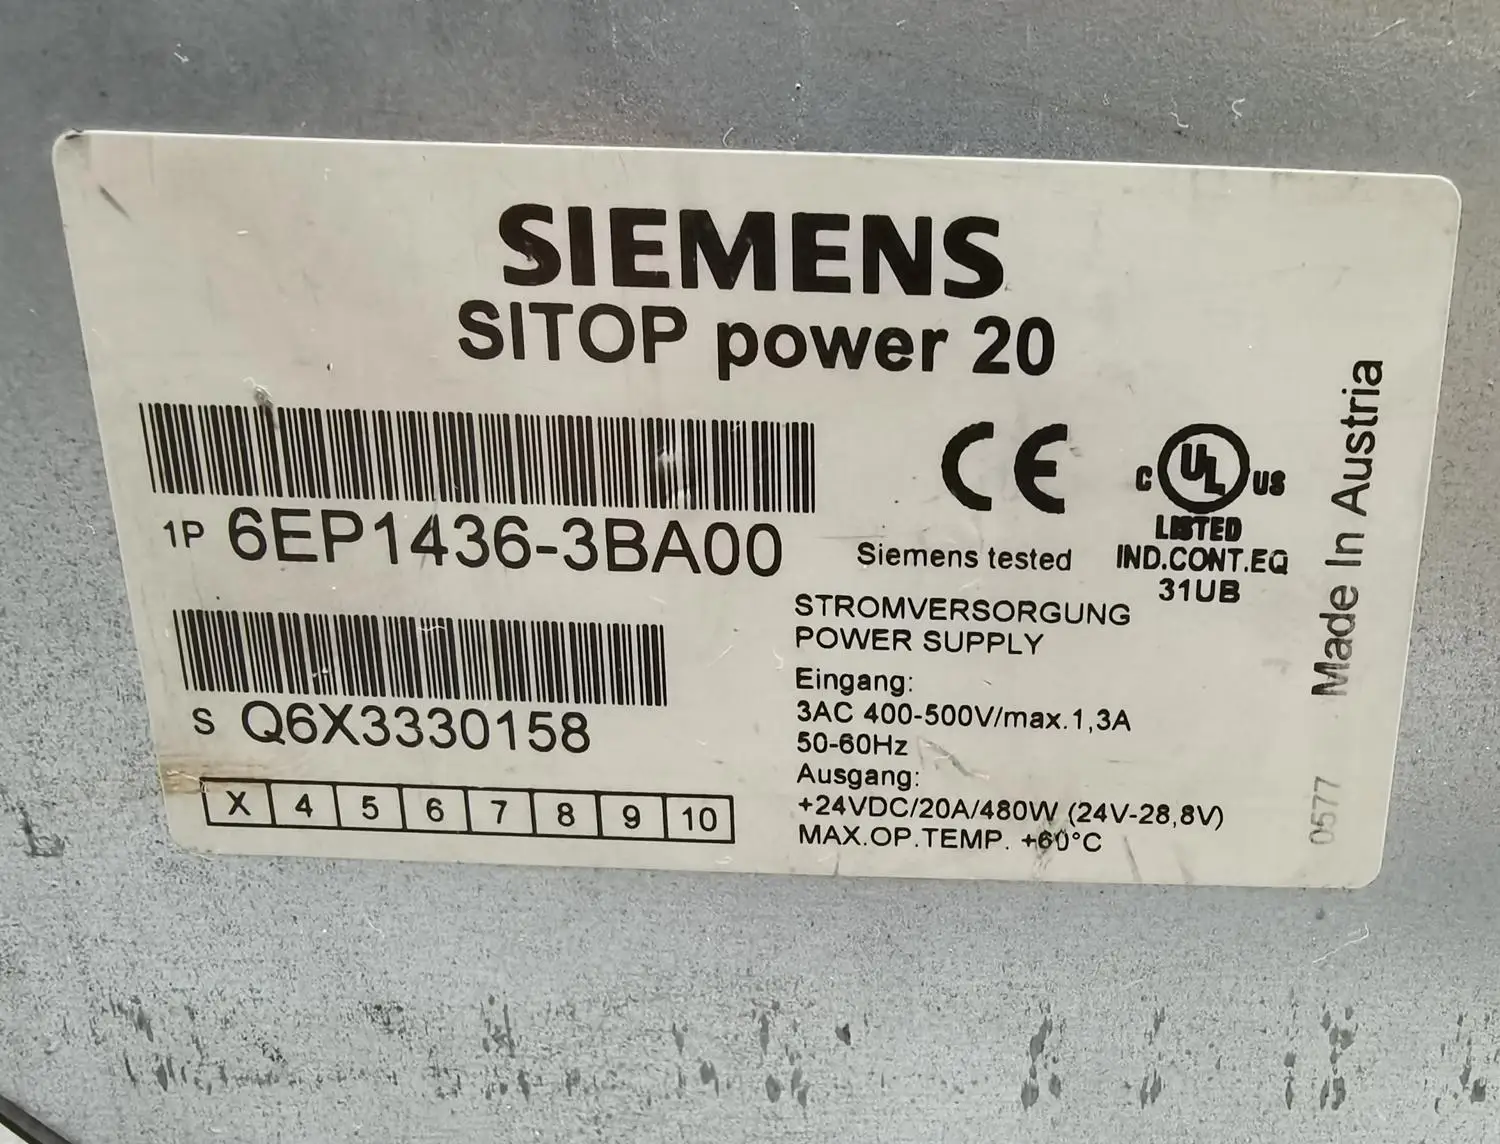 SIEMENS
SITOP power 20
1P 6EP1436-3BA00
S Q6X3330158
X 4 5 6 7 8 9 10
CE
Siemens tested
C UL US
LISTED
IND.CONT.EQ
31UB
STROMVERSORGUNG
POWER SUPPLY
Eingang:
3AC 400-500V/max.1,3A
50-60Hz
Ausgang:
+24VDC/20A/480W (24V-28,8V)
MAX.OP.TEMP. +60°C
Made In Austria
0577